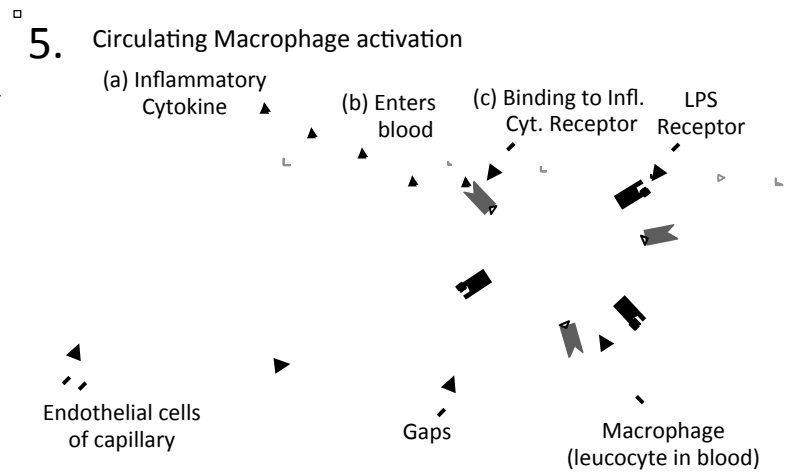 5. Circulating Macrophage activation
(a) Inflammatory
Cytokine
(b) Enters
blood
(c) Binding to Infl.
Cyt. Receptor
LPS
Receptor
Endothelial cells
of capillary
Gaps
Macrophage
(leucocyte in blood)